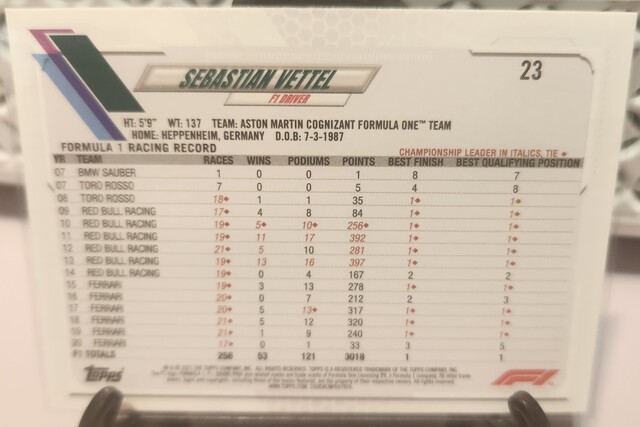 23
SEBASTIAN VETTEL
F1 DRIVER
HT: 5'9" WT: 137 TEAM: ASTON MARTIN COGNIZANT FORMULA ONE™ TEAM
HOME: HEPPENHEIM, GERMANY D.O.B: 7-3-1987
FORMULA 1 RACING RECORD CHAMPIONSHIP LEADER IN ITALICS, TIE ♦
YR TEAM RACES WINS PODIUMS POINTS BEST FINISH BEST QUALIFYING POSITION
07 BMW SAUBER 1 0 0 1 8 7
07 TORO ROSSO 7 0 0 5 4 8
08 TORO ROSSO 18♦ 1 1 35 1♦ 1♦
09 RED BULL RACING 17♦ 4 8 84 1♦ 1♦
10 RED BULL RACING 19♦ 5♦ 10♦ 256♦ 1♦ 1♦
11 RED BULL RACING 19♦ 11 17 392 1♦ 1♦
12 RED BULL RACING 21♦ 5 10 281 1♦ 1♦
13 RED BULL RACING 19♦ 13 16 397 1♦ 1♦
14 RED BULL RACING 19♦ 0 4 167 2 2
15 FERRARI 19♦ 3 13 278 1♦ 1♦
16 FERRARI 20♦ 0 7 212 2 3
17 FERRARI 20♦ 5 13♦ 317 1♦ 1♦
18 FERRARI 21♦ 5 12 320 1♦ 1♦
19 FERRARI 21♦ 1 9 240 1♦ 1♦
20 FERRARI 17♦ 0 1 33 3 5
F1 TOTALS 256 53 121 3018 1 1
TOPPS
F1